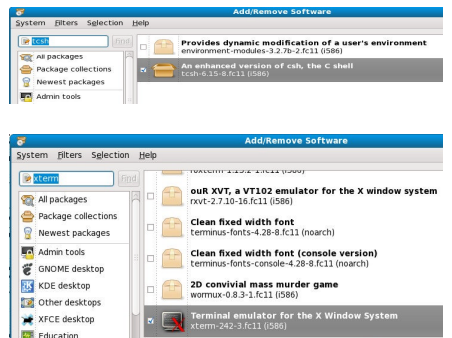 Add/Remove Software
System Filters Selection Help
tcsh Find
Provides dynamic modification of a user's environment
environment-modules-3.2.7b-2.fc11 (i586)
All packages
Package collections
Newest packages
Admin tools
An enhanced version of csh, the C shell
tcsh-6.15-8.fc11 (i586)
Add/Remove Software
System Filters Selection Help
xterm Find
All packages
Package collections
Newest packages
Admin tools
GNOME desktop
KDE desktop
Other desktops
XFCE desktop
Education
ouR XVT, a VT102 emulator for the X window system
rxvt-2.7.10-16.fc11 (i586)
Clean fixed width font
terminus-fonts-4.28-8.fc11 (noarch)
Clean fixed width font (console version)
terminus-fonts-console-4.28-8.fc11 (noarch)
2D convivial mass murder game
wormux-0.8.3-1.fc11 (i586)
Terminal emulator for the X Window System
xterm-242-3.fc11 (i586)